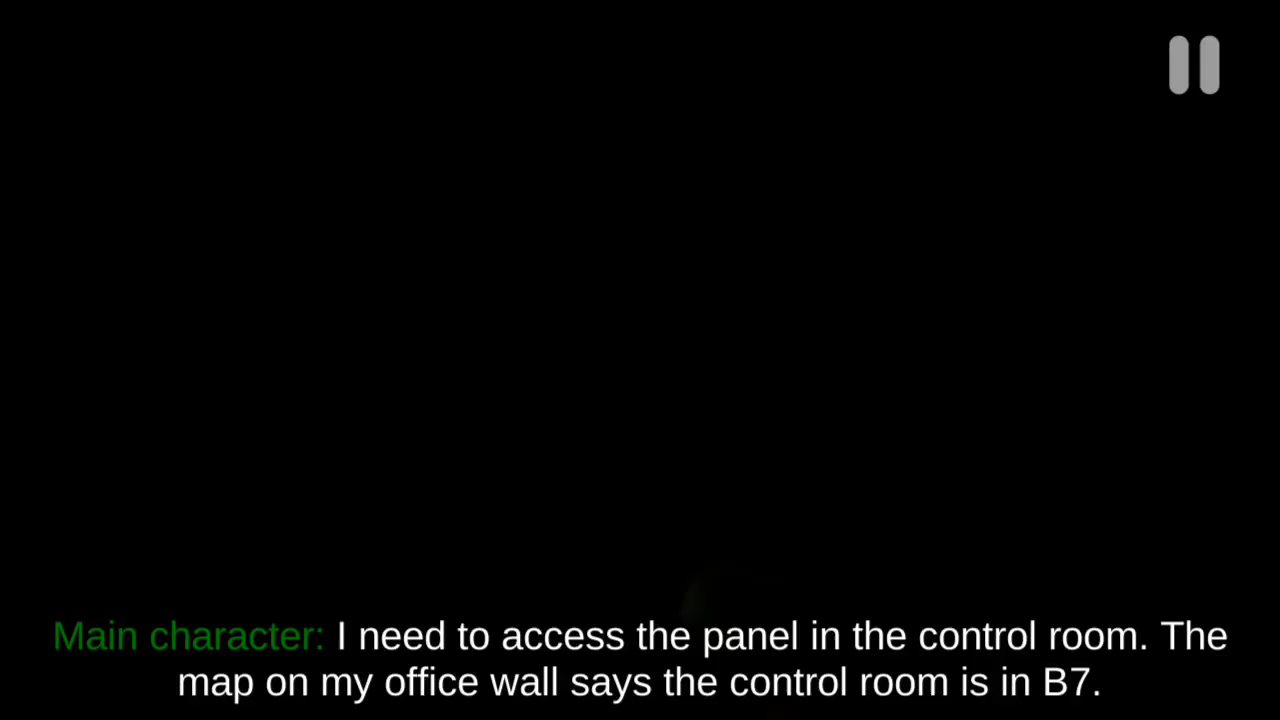 Main character: I need to access the panel in the control room. The
map on my office wall says the control room is in B7.